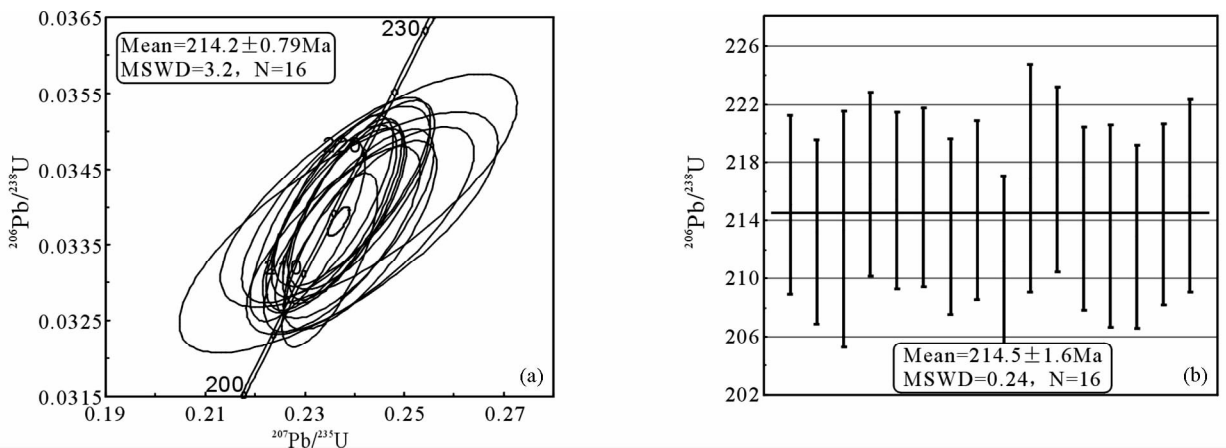 0.0365
0.0355
0.0345
0.0335
0.0325
0.0315
²⁰⁶Pb/²³⁸U
Mean=214.2±0.79Ma
MSWD=3.2, N=16
230
220
210
200
(a)
0.19 0.21 0.23 0.25 0.27
²⁰⁷Pb/²³⁵U
226
222
218
214
210
206
202
²⁰⁶Pb/²³⁸U
Mean=214.5±1.6Ma
MSWD=0.24, N=16
(b)